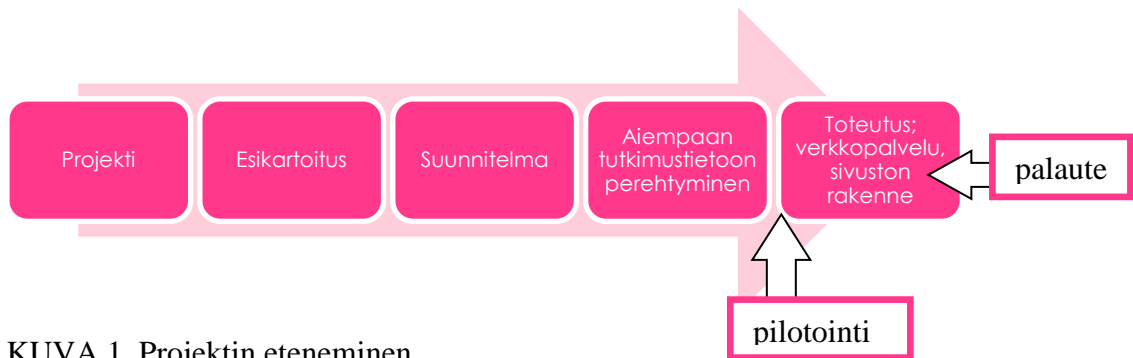 Projekti
Esikartoitus
Suunnitelma
Aiempaan
tutkimustietoon
perehtyminen
Toteutus;
verkkopalvelu,
sivuston
rakenne
palaute
pilotointi
KUVA 1. Projektin eteneminen